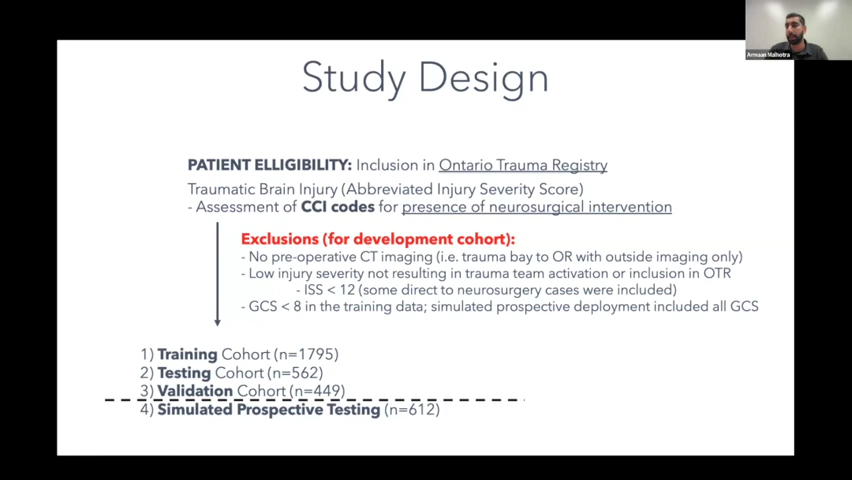 Armaan Malhotra
Study Design
PATIENT ELLIGIBILITY: Inclusion in Ontario Trauma Registry
Traumatic Brain Injury (Abbreviated Injury Severity Score)
- Assessment of CCI codes for presence of neurosurgical intervention
Exclusions (for development cohort):
- No pre-operative CT imaging (i.e. trauma bay to OR with outside imaging only)
- Low injury severity not resulting in trauma team activation or inclusion in OTR
- ISS < 12 (some direct to neurosurgery cases were included)
- GCS < 8 in the training data; simulated prospective deployment included all GCS
1) Training Cohort (n=1795)
2) Testing Cohort (n=562)
3) Validation Cohort (n=449)
4) Simulated Prospective Testing (n=612)